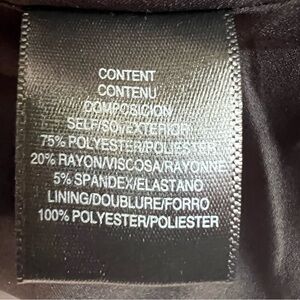 CONTENT
CONTENU
COMPOSICION
SELF/SOI/EXTERIOR
75% POLYESTER/POLIESTER
20% RAYON/VISCOSA/RAYONNE
5% SPANDEX/ELASTANO
LINING/DOUBLURE/FORRO
100% POLYESTER/POLIESTER